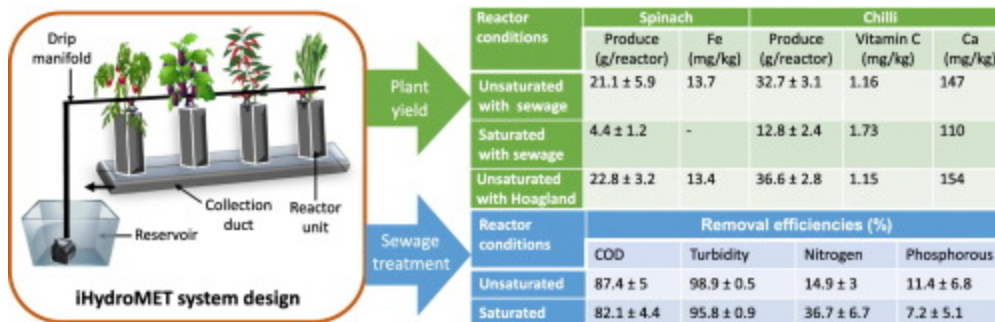 Drip
manifold
Collection
duct
Reactor
unit
Reservoir
iHydroMET system design
Plant
yield
Sewage
treatment
Reactor
conditions
Spinach
Chilli
Produce
(g/reactor)
Fe
(mg/kg)
Produce
(g/reactor)
Vitamin C
(mg/kg)
Ca
(mg/kg)
Unsaturated
with sewage
21.1 ± 5.9
13.7
32.7 ± 3.1
1.16
147
Saturated
with sewage
4.4 ± 1.2
-
12.8 ± 2.4
1.73
110
Unsaturated
with Hoagland
22.8 ± 3.2
13.4
36.6 ± 2.8
1.15
154
Reactor
conditions
Removal efficiencies (%)
COD
Turbidity
Nitrogen
Phosphorous
Unsaturated
87.4 ± 5
98.9 ± 0.5
14.9 ± 3
11.4 ± 6.8
Saturated
82.1 ± 4.4
95.8 ± 0.9
36.7 ± 6.7
7.2 ± 5.1